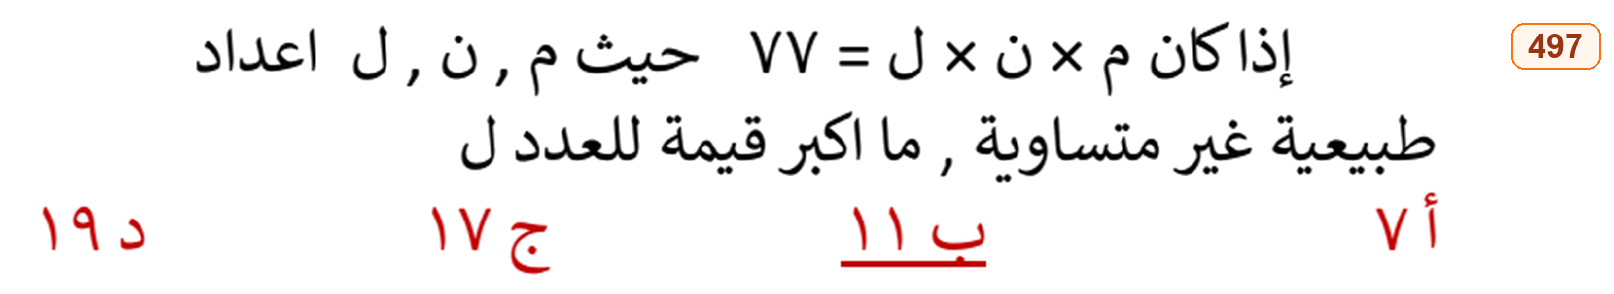 497
إذا كان م × ن × ل = ٧٧ حيث م , ن , ل اعداد
طبيعية غير متساوية , ما اكبر قيمة للعدد ل
أ ٧ ب ١١ ج ١٧ د ١٩